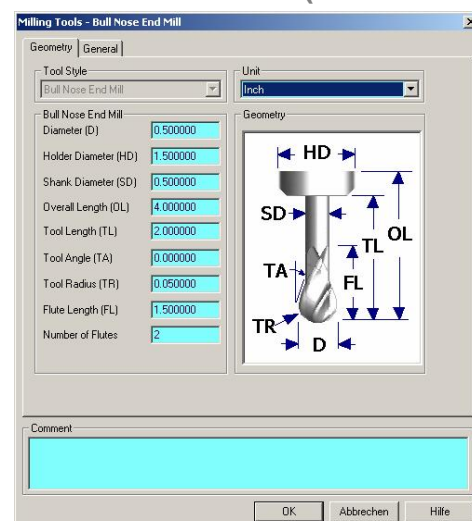 Milling Tools - Bull Nose End Mill
Geometry General
Tool Style
Bull Nose End Mill
Unit
Inch
Bull Nose End Mill
Diameter (D) 0.500000
Holder Diameter (HD) 1.500000
Shank Diameter (SD) 0.500000
Overall Length (OL) 4.000000
Tool Length (TL) 2.000000
Tool Angle (TA) 0.000000
Tool Radius (TR) 0.050000
Flute Length (FL) 1.500000
Number of Flutes 2
Geometry
HD
SD
OL
TL
TA
FL
TR
D
Comment
OK Abbrechen Hilfe